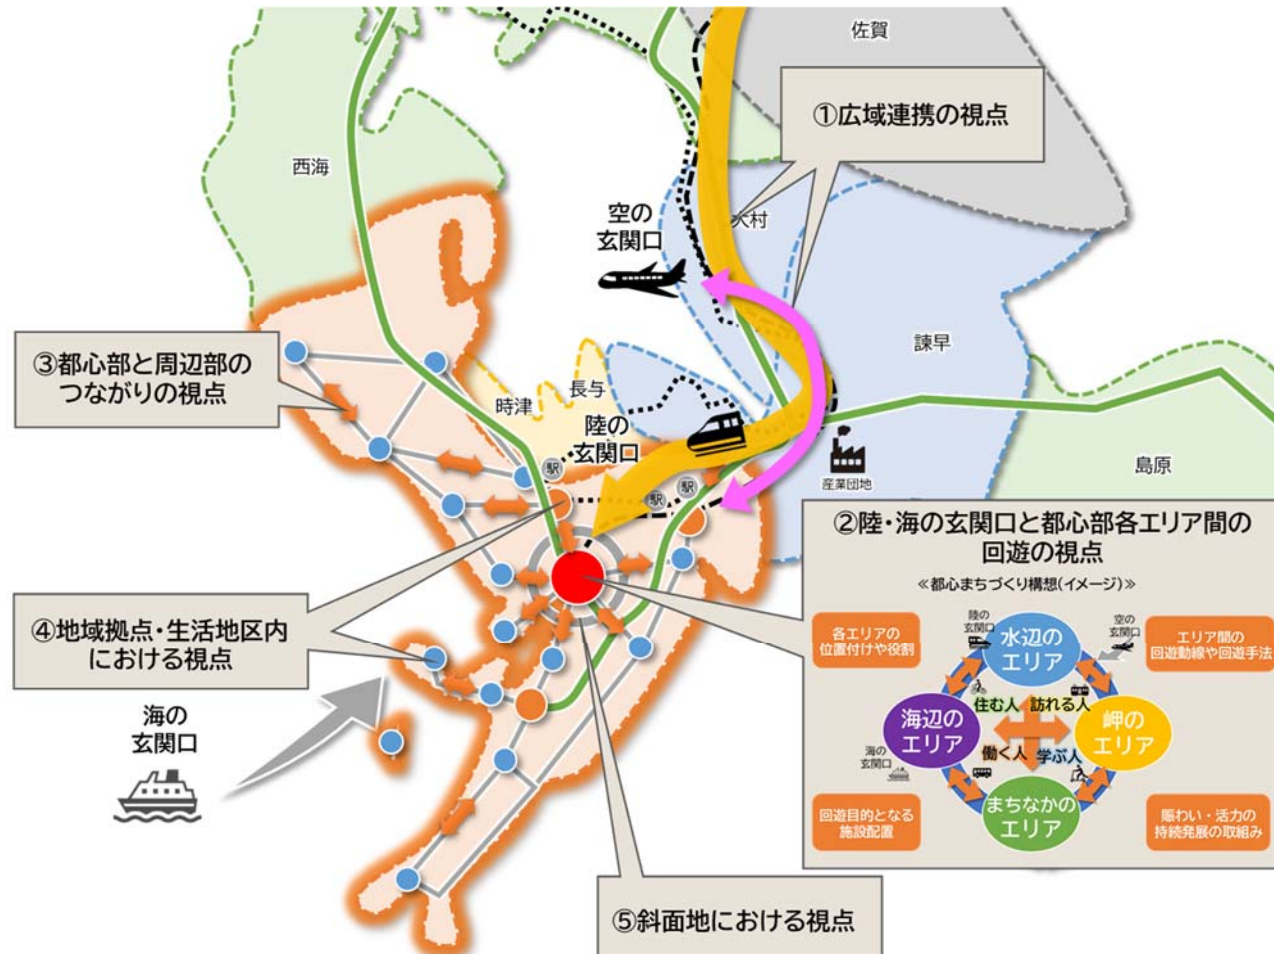 佐賀
①広域連携の視点
西海
空の
玄関口
大村
③都心部と周辺部の
つながりの視点
諫早
長与
時津
陸の
玄関口
駅
駅
駅
産業団地
島原
②陸・海の玄関口と都心部各エリア間の
回遊の視点
≪都心まちづくり構想(イメージ)≫
各エリアの
位置付けや役割
陸の
玄関口
水辺の
エリア
空の
玄関口
エリア間の
回遊動線や回遊手法
住む人
訪れる人
海辺の
エリア
岬の
エリア
働く人
学ぶ人
海の
玄関口
回遊目的となる
施設配置
まちなかの
エリア
賑わい・活力の
持続発展の取組み
④地域拠点・生活地区内
における視点
海の
玄関口
⑤斜面地における視点